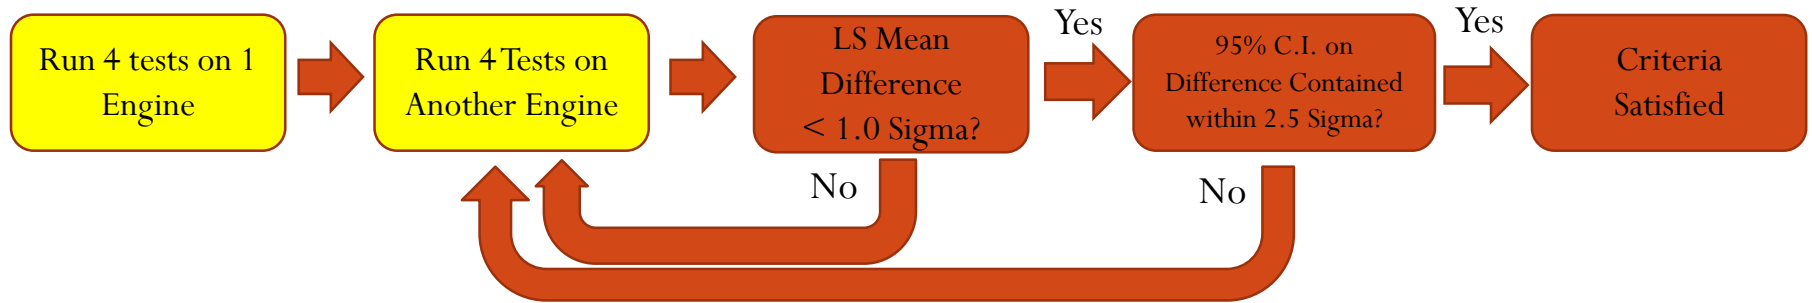 Run 4 tests on 1
Engine
Run 4 Tests on
Another Engine
LS Mean
Difference
< 1.0 Sigma?
Yes
95% C.I. on
Difference Contained
within 2.5 Sigma?
Yes
Criteria
Satisfied
No
No